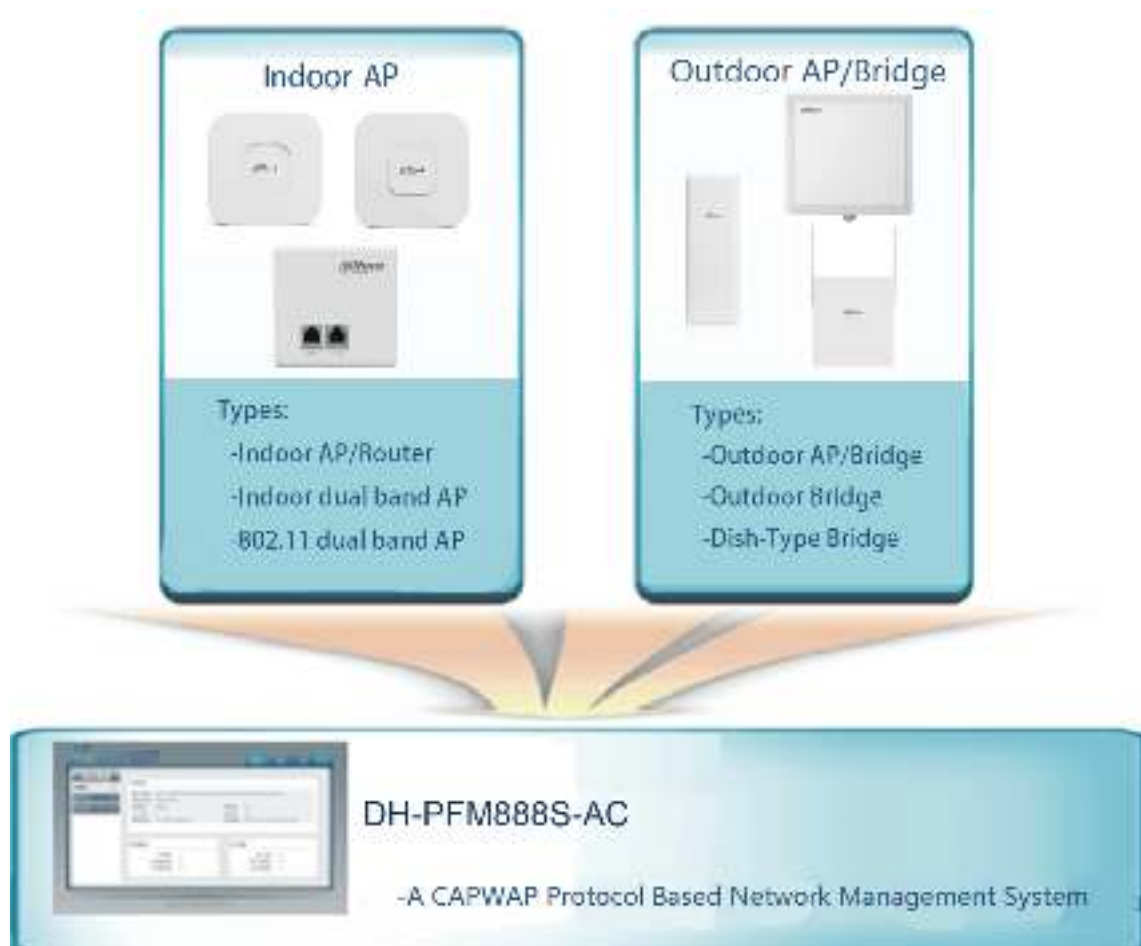 Indoor AP
Types:
-Indoor AP/Router
-Indoor dual band AP
-802.11 dual band AP
Outdoor AP/Bridge
Types:
-Outdoor AP/Bridge
-Outdoor Bridge
-Dish-Type Bridge
DH-PFM888S-AC
-A CAPWAP Protocol Based Network Management System